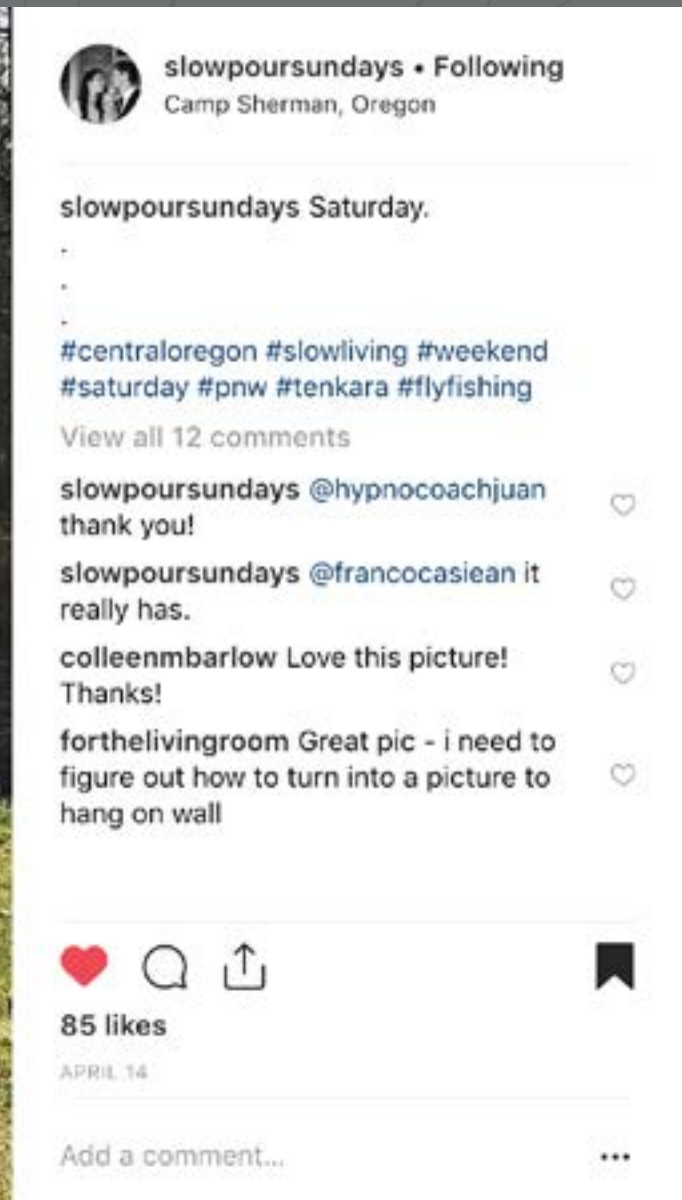 slowpoursundays • Following
Camp Sherman, Oregon
slowpoursundays Saturday.
.
.
.
#centraloregon #slowliving #weekend
#saturday #pnw #tenkara #flyfishing
View all 12 comments
slowpoursundays @hypnocoachjuan
thank you!
slowpoursundays @francocasiean it
really has.
colleenmbarlow Love this picture!
Thanks!
forthelivingroom Great pic - i need to
figure out how to turn into a picture to
hang on wall
85 likes
APRIL 14
Add a comment...